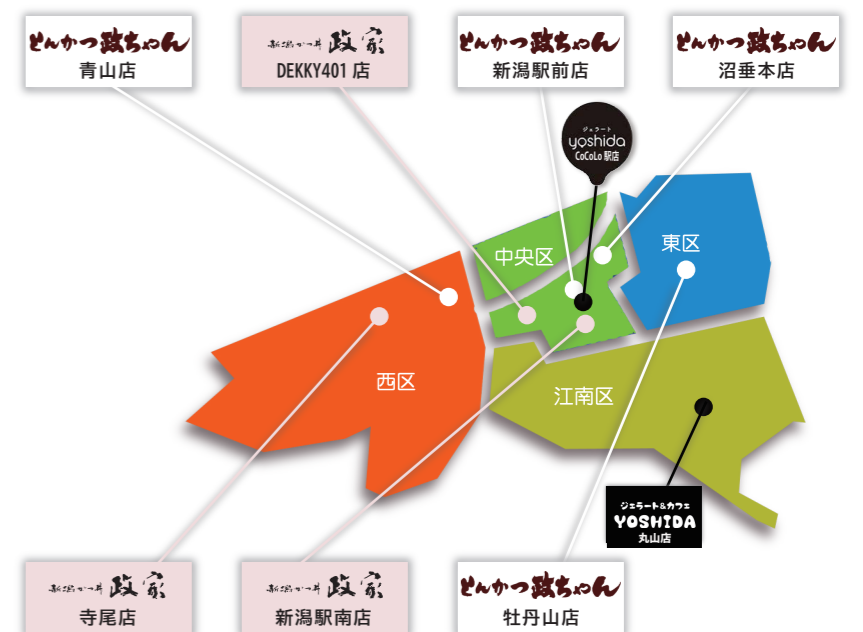 とんかつ政ちゃん
青山店
新潟かつ丼 政家
DEKKY401 店
とんかつ政ちゃん
新潟駅前店
とんかつ政ちゃん
沼垂本店
ジェラート
yoshida
CoCoLo 駅店
中央区
東区
西区
江南区
ジェラート&カフェ
YOSHIDA
丸山店
新潟かつ丼 政家
寺尾店
新潟かつ丼 政家
新潟駅南店
とんかつ政ちゃん
牡丹山店